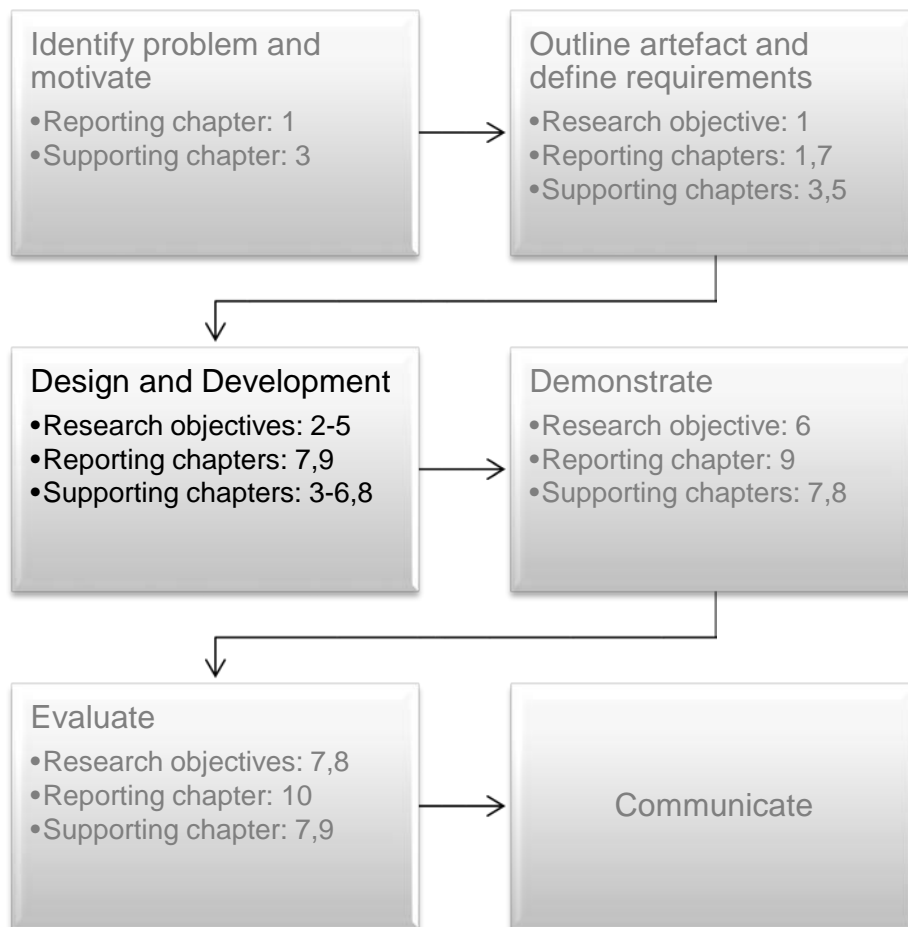 Identify problem and
motivate
•Reporting chapter: 1
•Supporting chapter: 3
Outline artefact and
define requirements
•Research objective: 1
•Reporting chapters: 1,7
•Supporting chapters: 3,5
Design and Development
•Research objectives: 2-5
•Reporting chapters: 7,9
•Supporting chapters: 3-6,8
Demonstrate
•Research objective: 6
•Reporting chapter: 9
•Supporting chapters: 7,8
Evaluate
•Research objectives: 7,8
•Reporting chapter: 10
•Supporting chapter: 7,9
Communicate